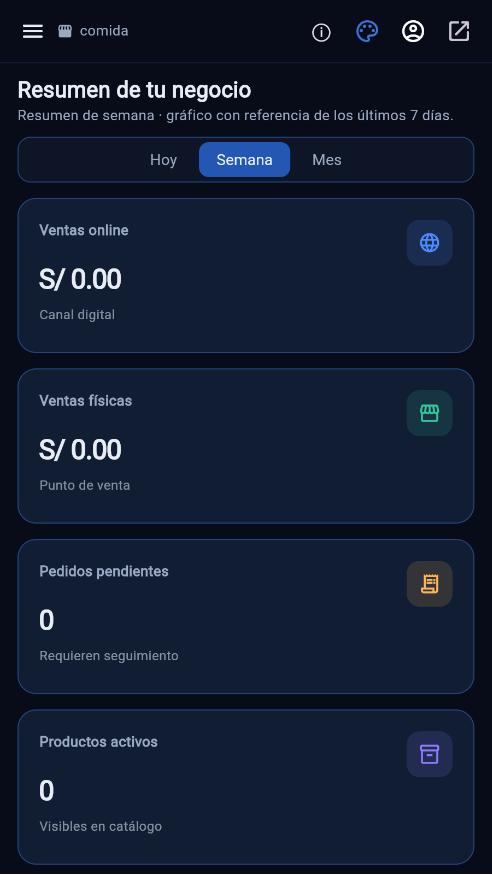 comida
Resumen de tu negocio
Resumen de semana · gráfico con referencia de los últimos 7 días.
Hoy Semana Mes
Ventas online
S/ 0.00
Canal digital
Ventas físicas
S/ 0.00
Punto de venta
Pedidos pendientes
0
Requieren seguimiento
Productos activos
0
Visibles en catálogo